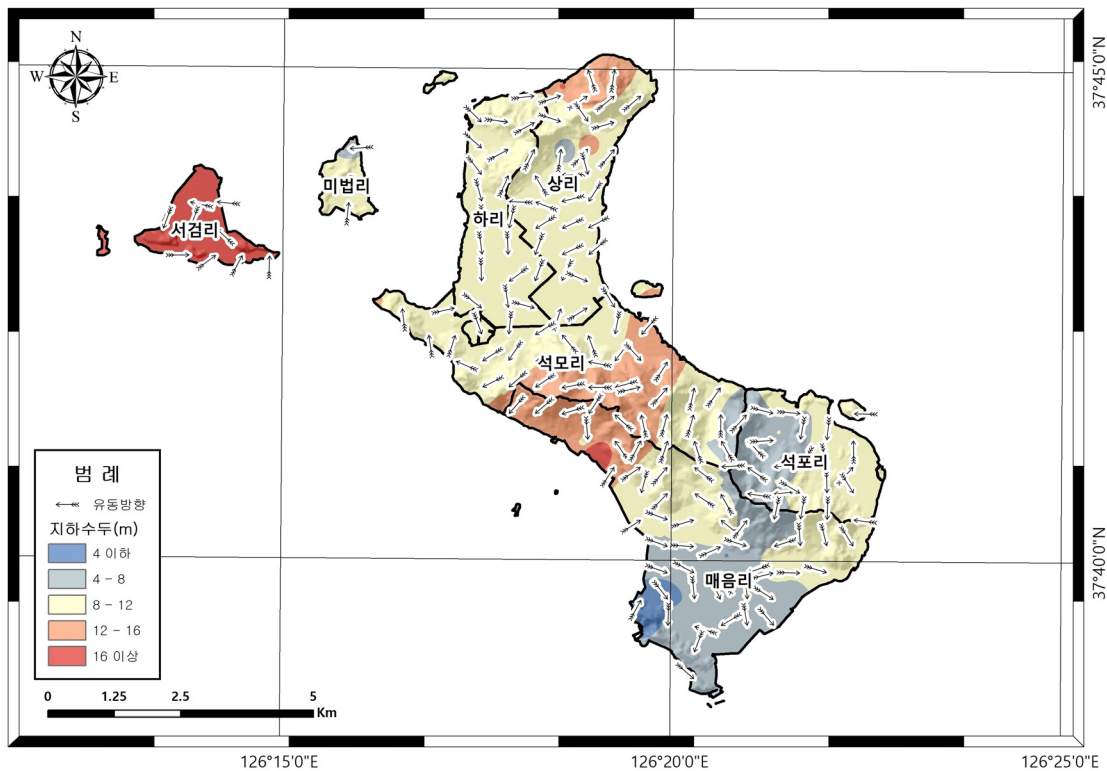 N
W E
S
37°45'0"N
미법리
상리
하리
서검리
석모리
석포리
매음리
37°40'0"N
범 례
유동방향
지하수두(m)
4 이하
4 - 8
8 - 12
12 - 16
16 이상
0 1.25 2.5 5
Km
126°15'0"E 126°20'0"E 126°25'0"E